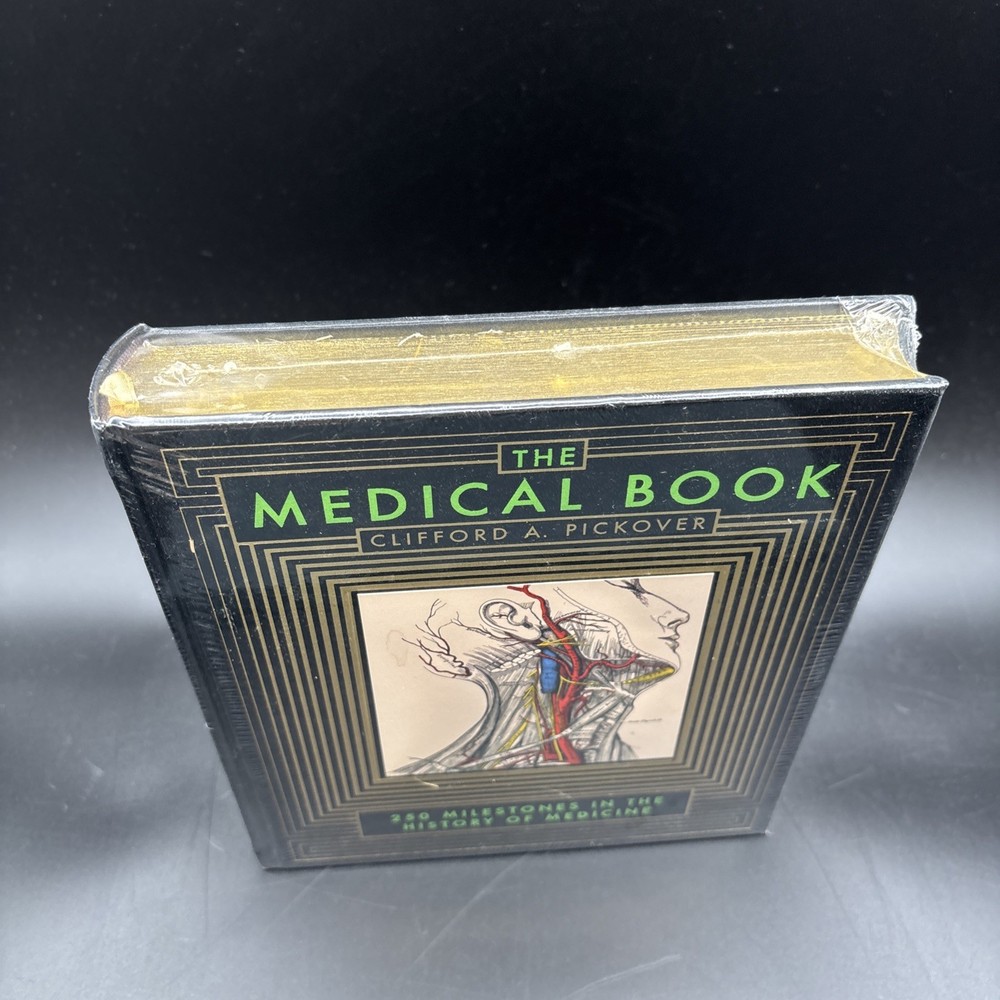 THE
MEDICAL BOOK
CLIFFORD A. PICKOVER
250 MILESTONES IN THE
HISTORY OF MEDICINE